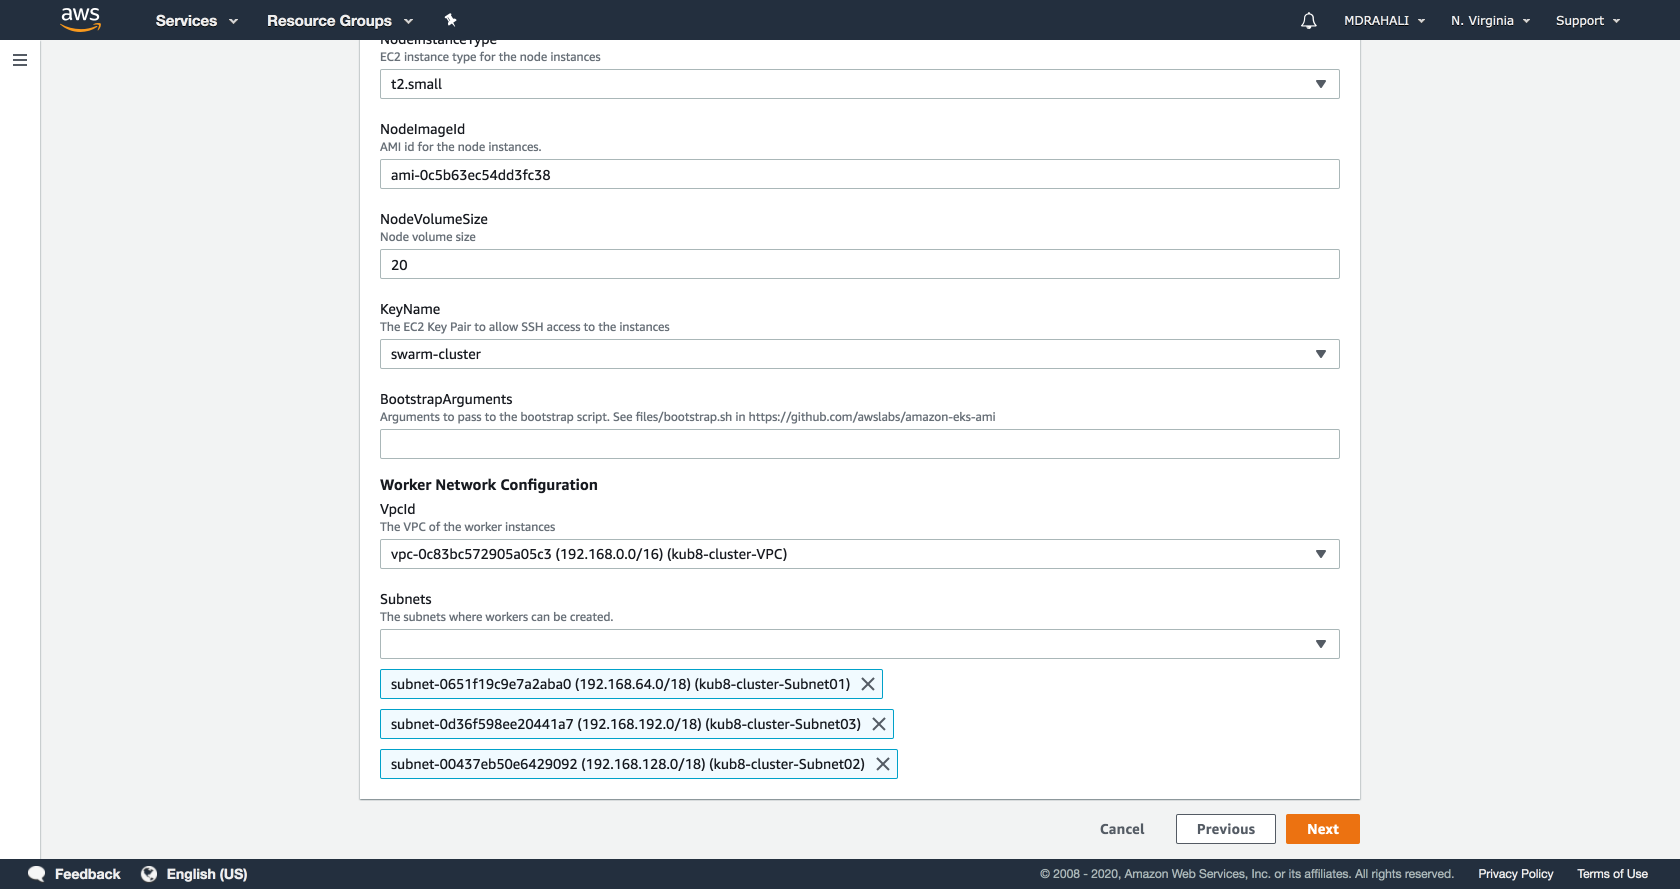 aws
Services
Resource Groups
MDRAHALI
N. Virginia
Support
NodeInstanceType
EC2 instance type for the node instances
t2.small
NodeImageId
AMI id for the node instances.
ami-0c5b63ec54dd3fc38
NodeVolumeSize
Node volume size
20
KeyName
The EC2 Key Pair to allow SSH access to the instances
swarm-cluster
BootstrapArguments
Arguments to pass to the bootstrap script. See files/bootstrap.sh in https://github.com/awslabs/amazon-eks-ami
Worker Network Configuration
VpcId
The VPC of the worker instances
vpc-0c83bc572905a05c3 (192.168.0.0/16) (kub8-cluster-VPC)
Subnets
The subnets where workers can be created.
subnet-0651f19c9e7a2aba0 (192.168.64.0/18) (kub8-cluster-Subnet01)
subnet-0d36f598ee20441a7 (192.168.192.0/18) (kub8-cluster-Subnet03)
subnet-00437eb50e6429092 (192.168.128.0/18) (kub8-cluster-Subnet02)
Cancel
Previous
Next
Feedback
English (US)
© 2008 - 2020, Amazon Web Services, Inc. or its affiliates. All rights reserved.
Privacy Policy
Terms of Use